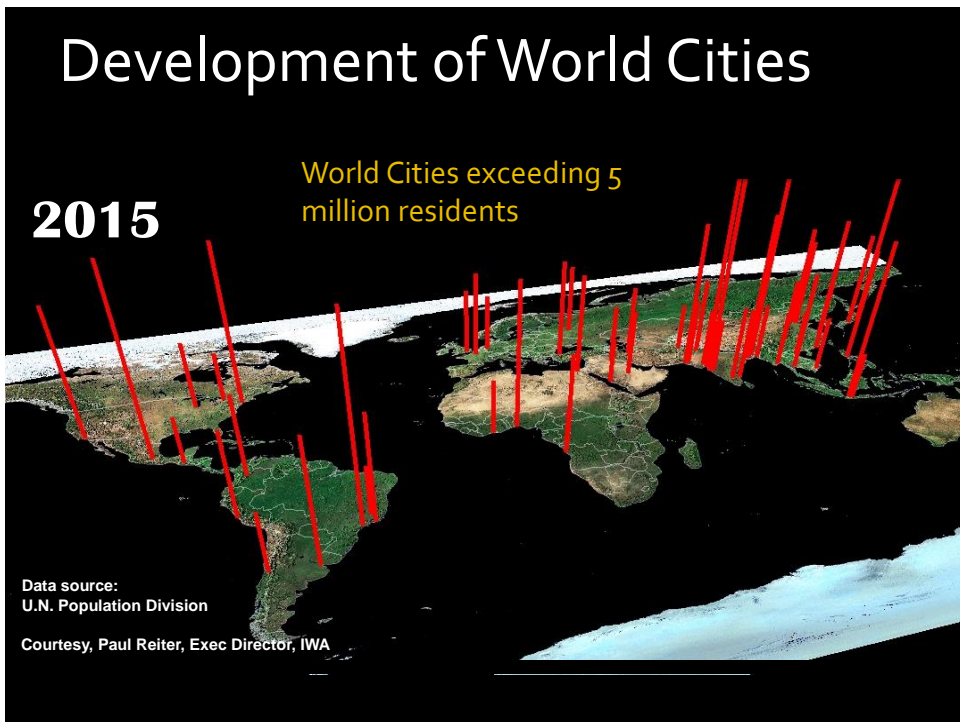 Development of World Cities
World Cities exceeding 5
million residents
2015
Data source:
U.N. Population Division
Courtesy, Paul Reiter, Exec Director, IWA